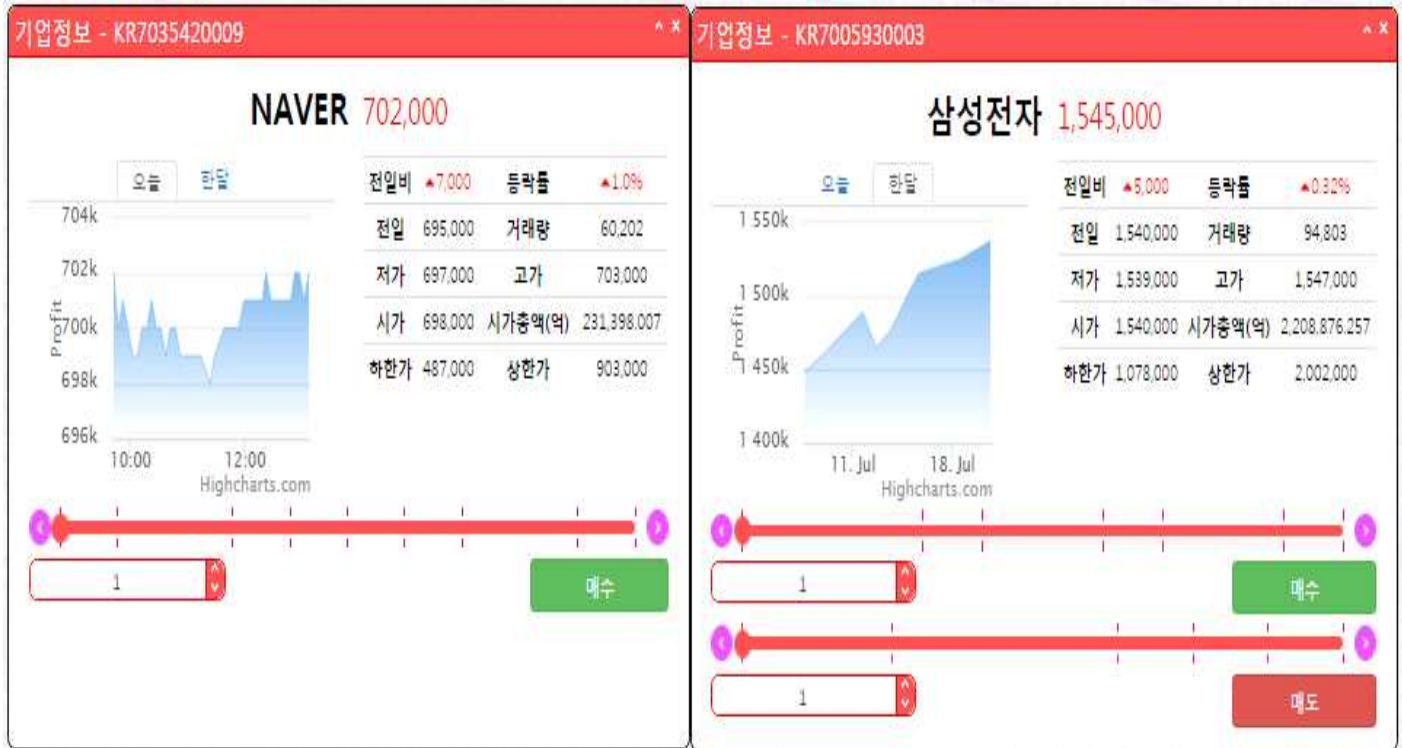 기업정보 - KR7035420009
NAVER 702,000
오늘 한달
704k
702k
700k
698k
696k
Profit
10:00 12:00
Highcharts.com
전일비 ▲7,000 등락률 ▲1.0%
전일 695,000 거래량 60,202
저가 697,000 고가 703,000
시가 698,000 시가총액(억) 231,398.007
하한가 487,000 상한가 903,000
1
매수
기업정보 - KR7005930003
삼성전자 1,545,000
오늘 한달
1 550k
1 500k
1 450k
1 400k
Profit
11. Jul 18. Jul
Highcharts.com
전일비 ▲5,000 등락률 ▲0.32%
전일 1,540,000 거래량 94,803
저가 1,539,000 고가 1,547,000
시가 1,540,000 시가총액(억) 2,208,876.257
하한가 1,078,000 상한가 2,002,000
1
매수
1
매도